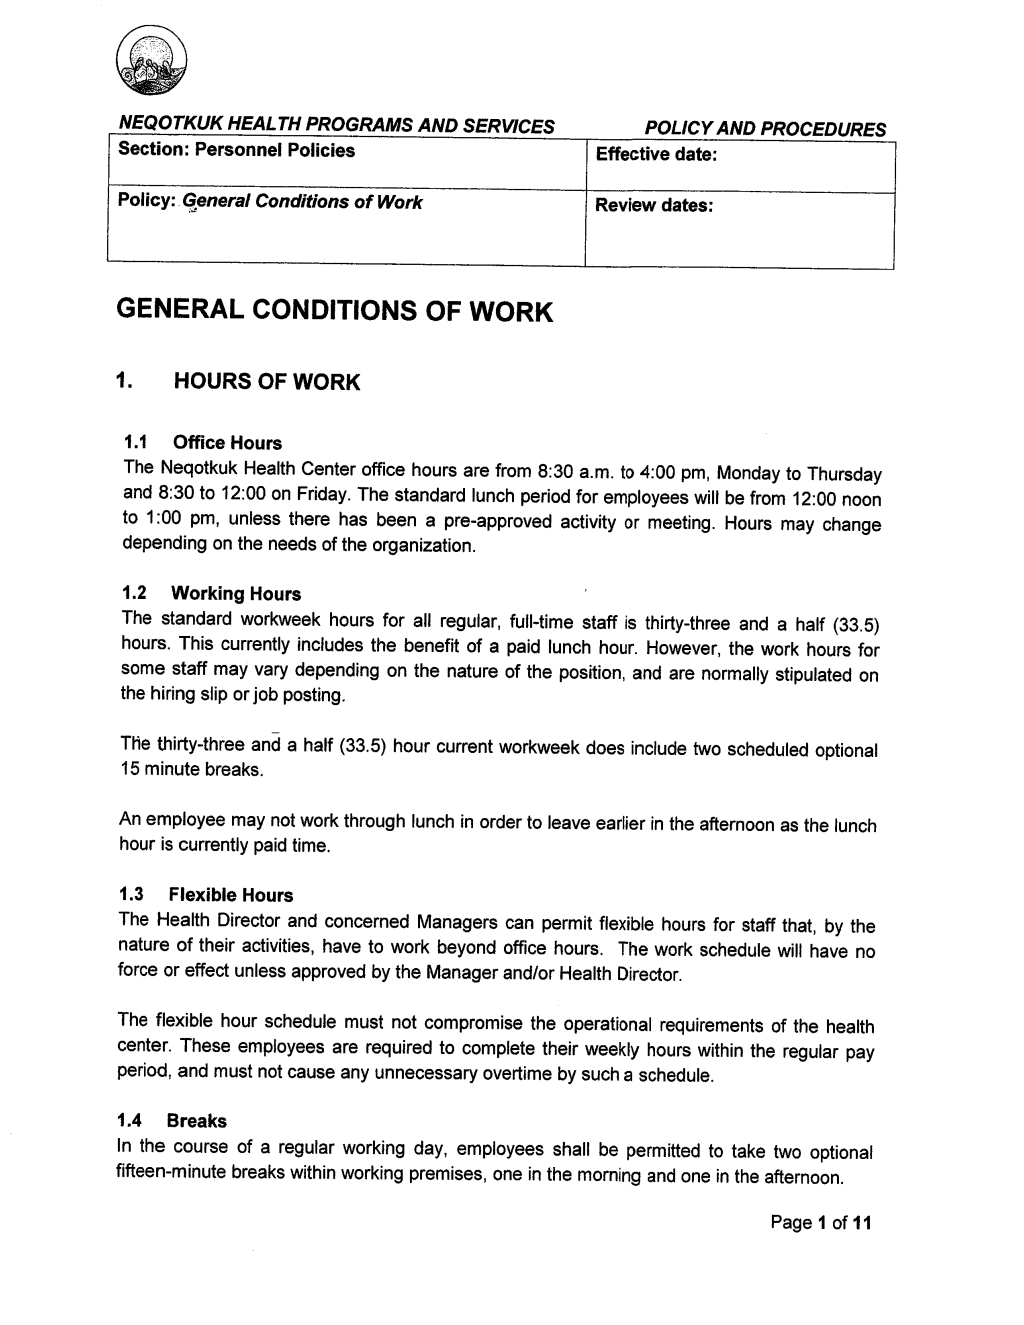 NEQOTKUK HEALTH PROGRAMS AND SERVICES POLICY AND PROCEDURES
Section: Personnel Policies
Effective date:
Policy: General Conditions of Work
Review dates:
GENERAL CONDITIONS OF WORK
1. HOURS OF WORK
1.1 Office Hours
The Neqotkuk Health Center office hours are from 8:30 a.m. to 4:00 pm, Monday to Thursday
and 8:30 to 12:00 on Friday. The standard lunch period for employees will be from 12:00 noon
to 1:00 pm, unless there has been a pre-approved activity or meeting. Hours may change
depending on the needs of the organization.
1.2 Working Hours
The standard workweek hours for all regular, full-time staff is thirty-three and a half (33.5)
hours. This currently includes the benefit of a paid lunch hour. However, the work hours for
some staff may vary depending on the nature of the position, and are normally stipulated on
the hiring slip or job posting.
The thirty-three and a half (33.5) hour current workweek does include two scheduled optional
15 minute breaks.
An employee may not work through lunch in order to leave earlier in the afternoon as the lunch
hour is currently paid time.
1.3 Flexible Hours
The Health Director and concerned Managers can permit flexible hours for staff that, by the
nature of their activities, have to work beyond office hours. The work schedule will have no
force or effect unless approved by the Manager and/or Health Director.
The flexible hour schedule must not compromise the operational requirements of the health
center. These employees are required to complete their weekly hours within the regular pay
period, and must not cause any unnecessary overtime by such a schedule.
1.4 Breaks
In the course of a regular working day, employees shall be permitted to take two optional
fifteen-minute breaks within working premises, one in the morning and one in the afternoon.
Page 1 of 11